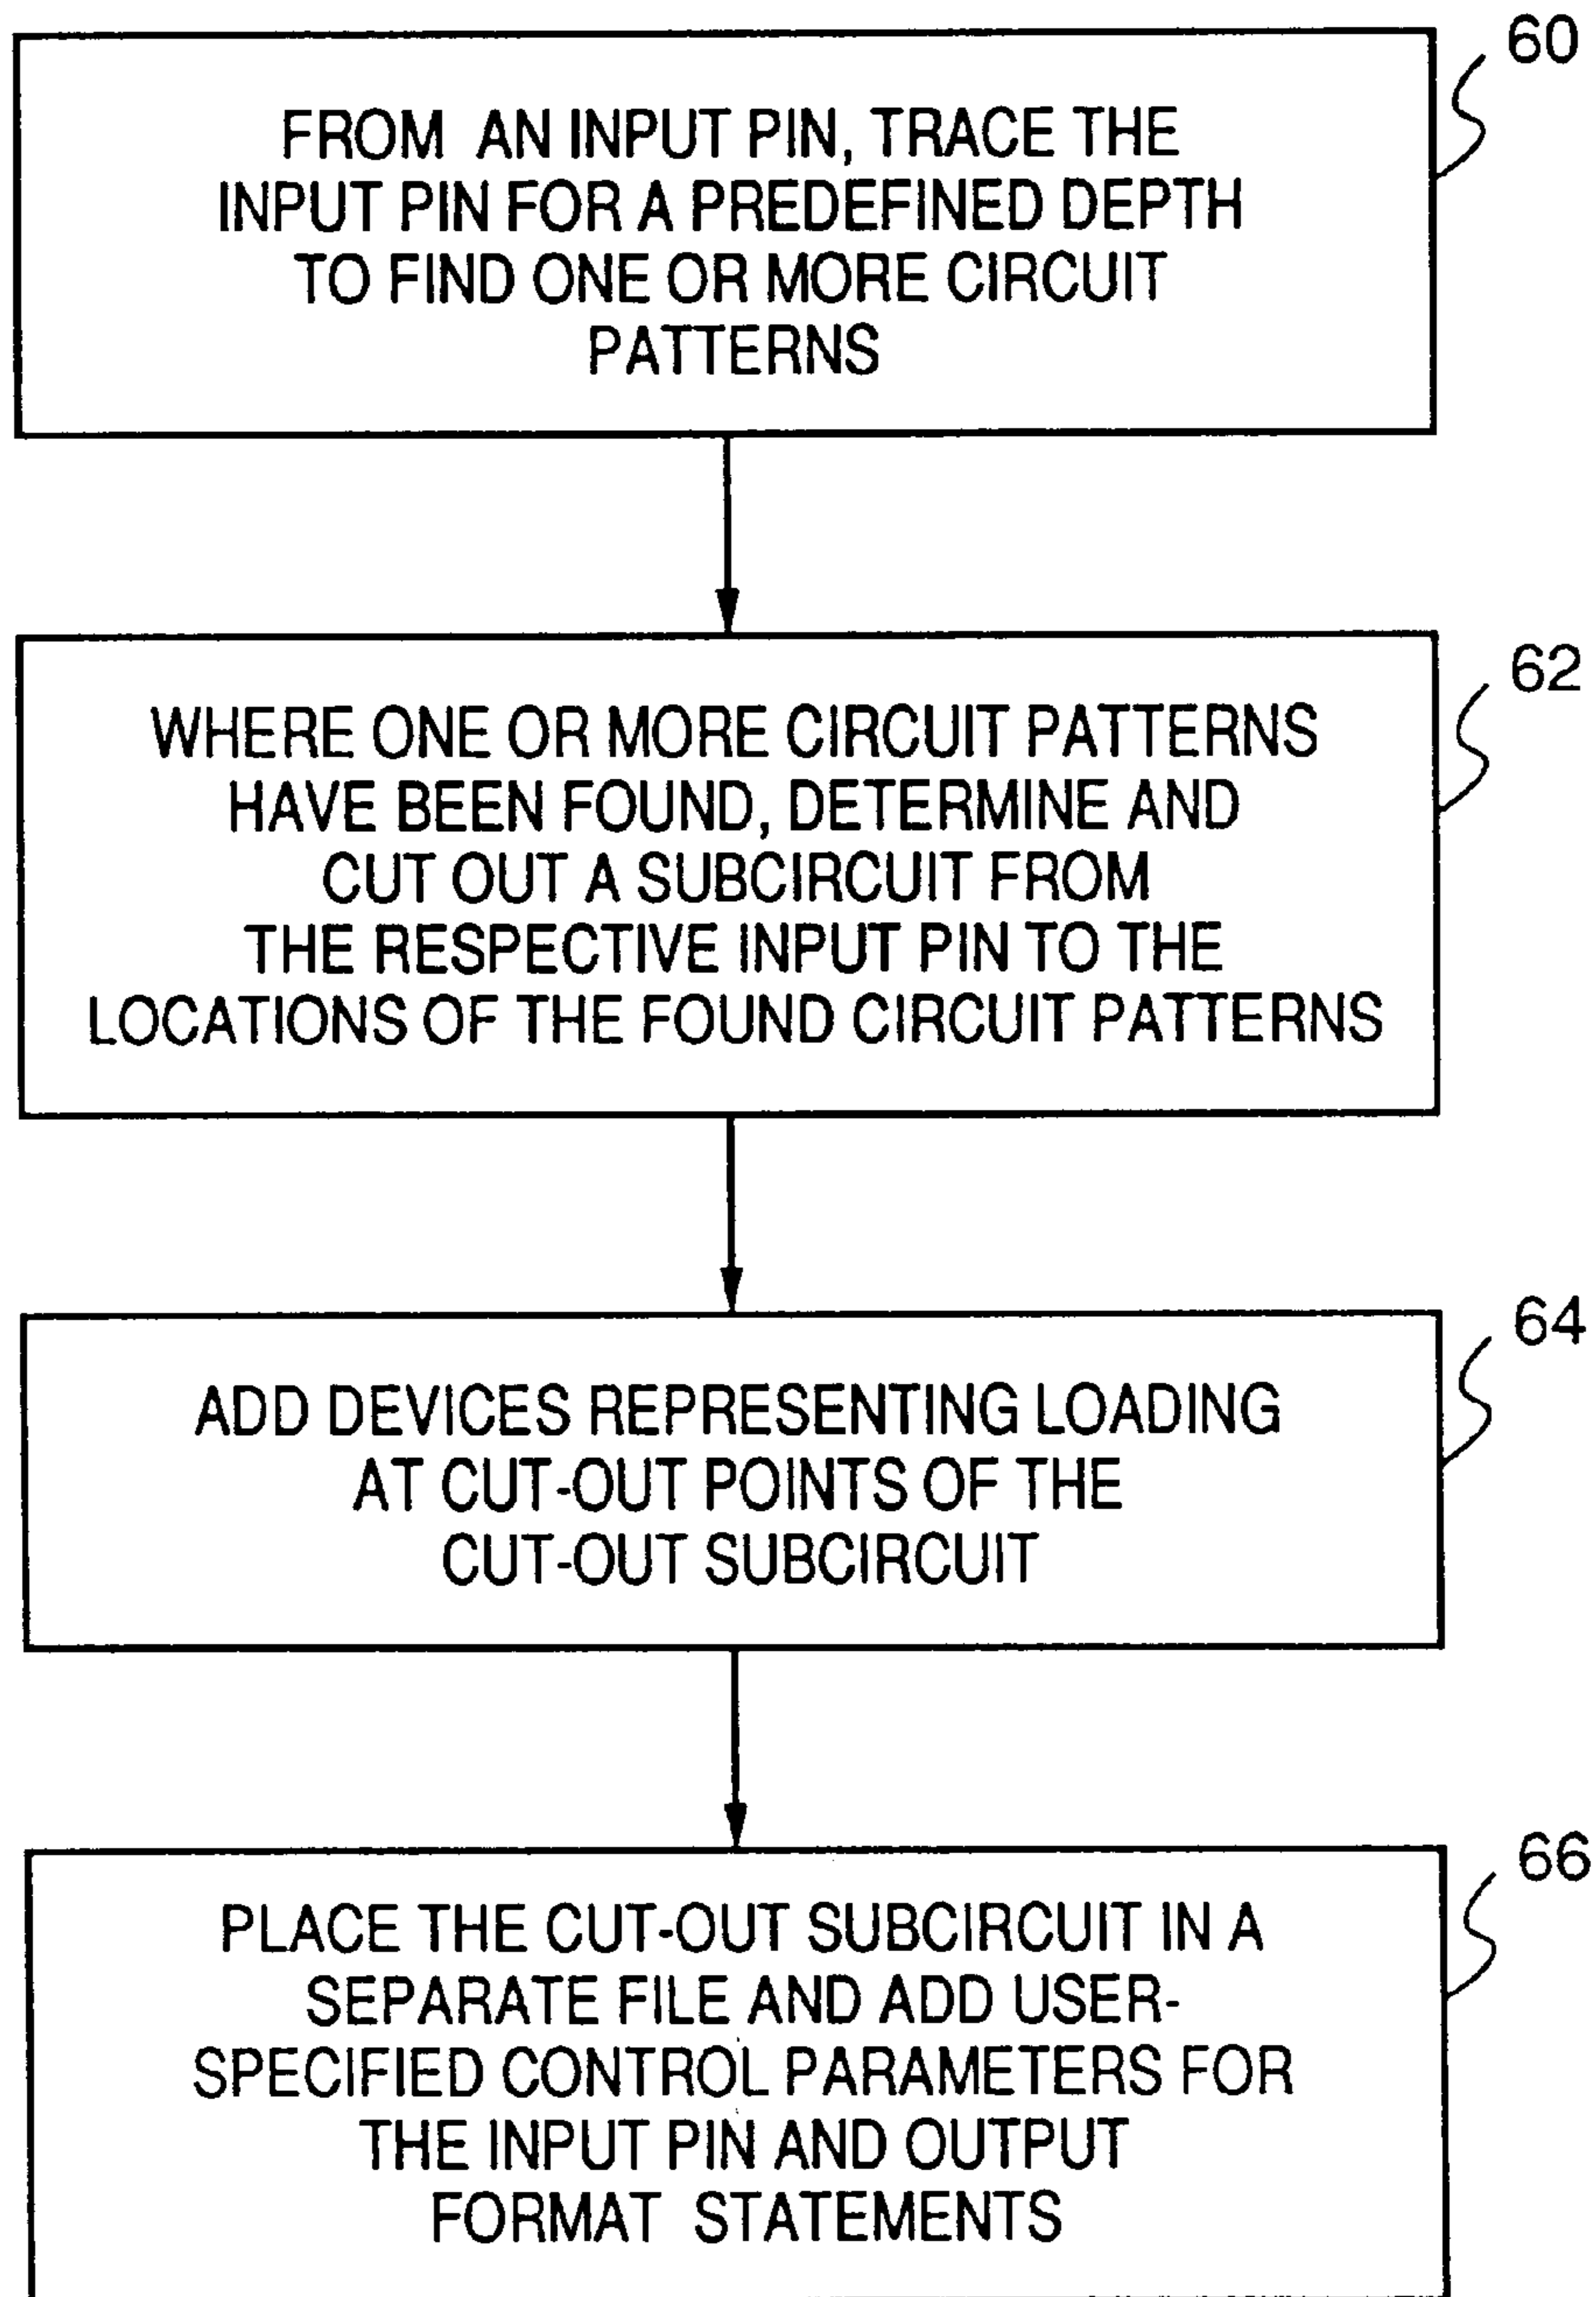 60
FROM AN INPUT PIN, TRACE THE
INPUT PIN FOR A PREDEFINED DEPTH
TO FIND ONE OR MORE CIRCUIT
PATTERNS
62
WHERE ONE OR MORE CIRCUIT PATTERNS
HAVE BEEN FOUND, DETERMINE AND
CUT OUT A SUBCIRCUIT FROM
THE RESPECTIVE INPUT PIN TO THE
LOCATIONS OF THE FOUND CIRCUIT PATTERNS
64
ADD DEVICES REPRESENTING LOADING
AT CUT-OUT POINTS OF THE
CUT-OUT SUBCIRCUIT
66
PLACE THE CUT-OUT SUBCIRCUIT IN A
SEPARATE FILE AND ADD USER-
SPECIFIED CONTROL PARAMETERS FOR
THE INPUT PIN AND OUTPUT
FORMAT STATEMENTS